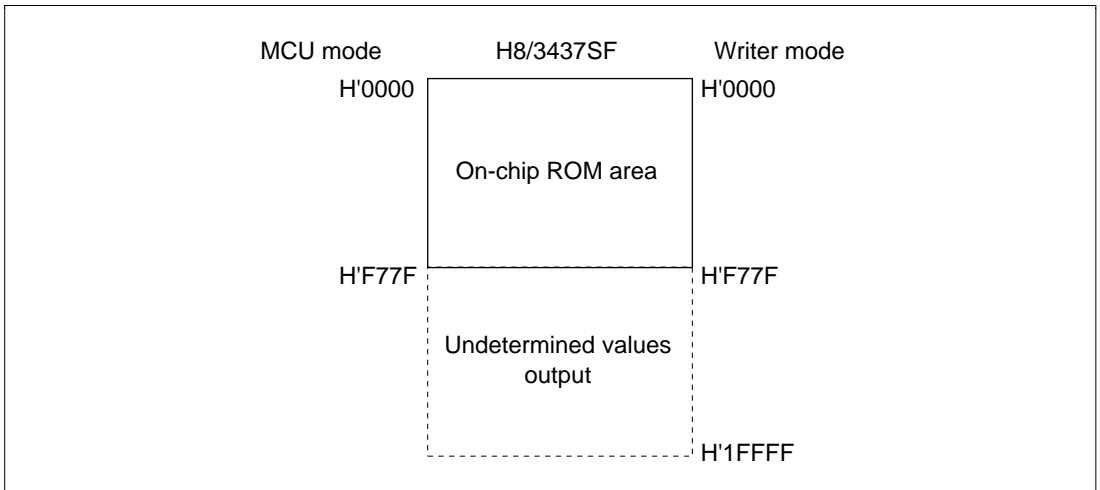 MCU mode H8/3437SF Writer mode
H'0000 H'0000
On-chip ROM area
H'F77F H'F77F
Undetermined values
output
H'1FFFF